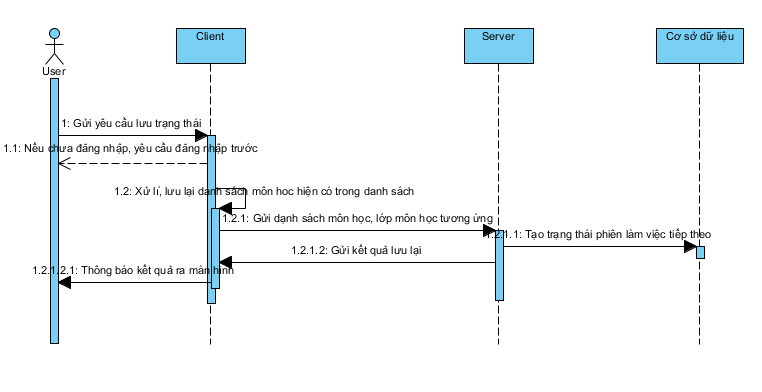 Client
Server
Cơ sở dữ liệu
User
1: Gửi yêu cầu lưu trạng thái
1.1: Nếu chưa đăng nhập, yêu cầu đăng nhập trước
1.2: Xử lí, lưu lại danh sách môn hoc hiện có trong danh sách
1.2.1: Gửi dạnh sách môn học, lớp môn học tương ứng
1.2.1.1: Tạo trạng thái phiên làm việc tiếp theo
1.2.1.2: Gửi kết quả lưu lại
1.2.1.2.1: Thông báo kết quả ra màn hình